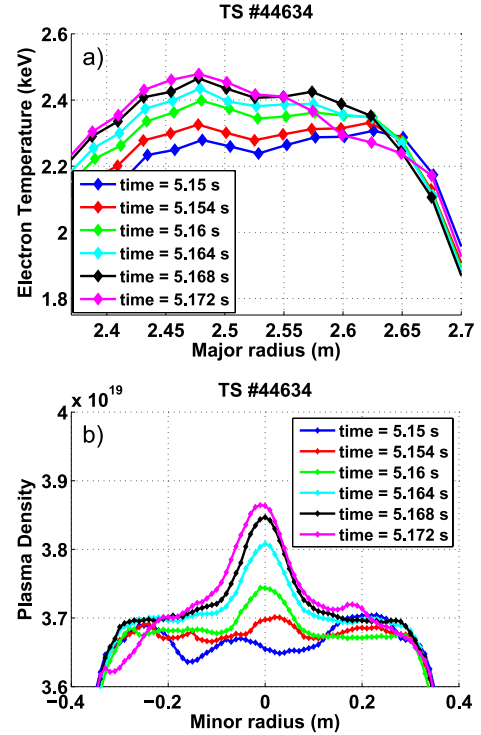 TS #44634
a)
Electron Temperature (keV)
2.6
2.4
2.2
2
1.8
time = 5.15 s
time = 5.154 s
time = 5.16 s
time = 5.164 s
time = 5.168 s
time = 5.172 s
2.4 2.45 2.5 2.55 2.6 2.65 2.7
Major radius (m)
x 10^19
TS #44634
b)
Plasma Density
4
3.9
3.8
3.7
3.6
time = 5.15 s
time = 5.154 s
time = 5.16 s
time = 5.164 s
time = 5.168 s
time = 5.172 s
−0.4 −0.2 0 0.2 0.4
Minor radius (m)